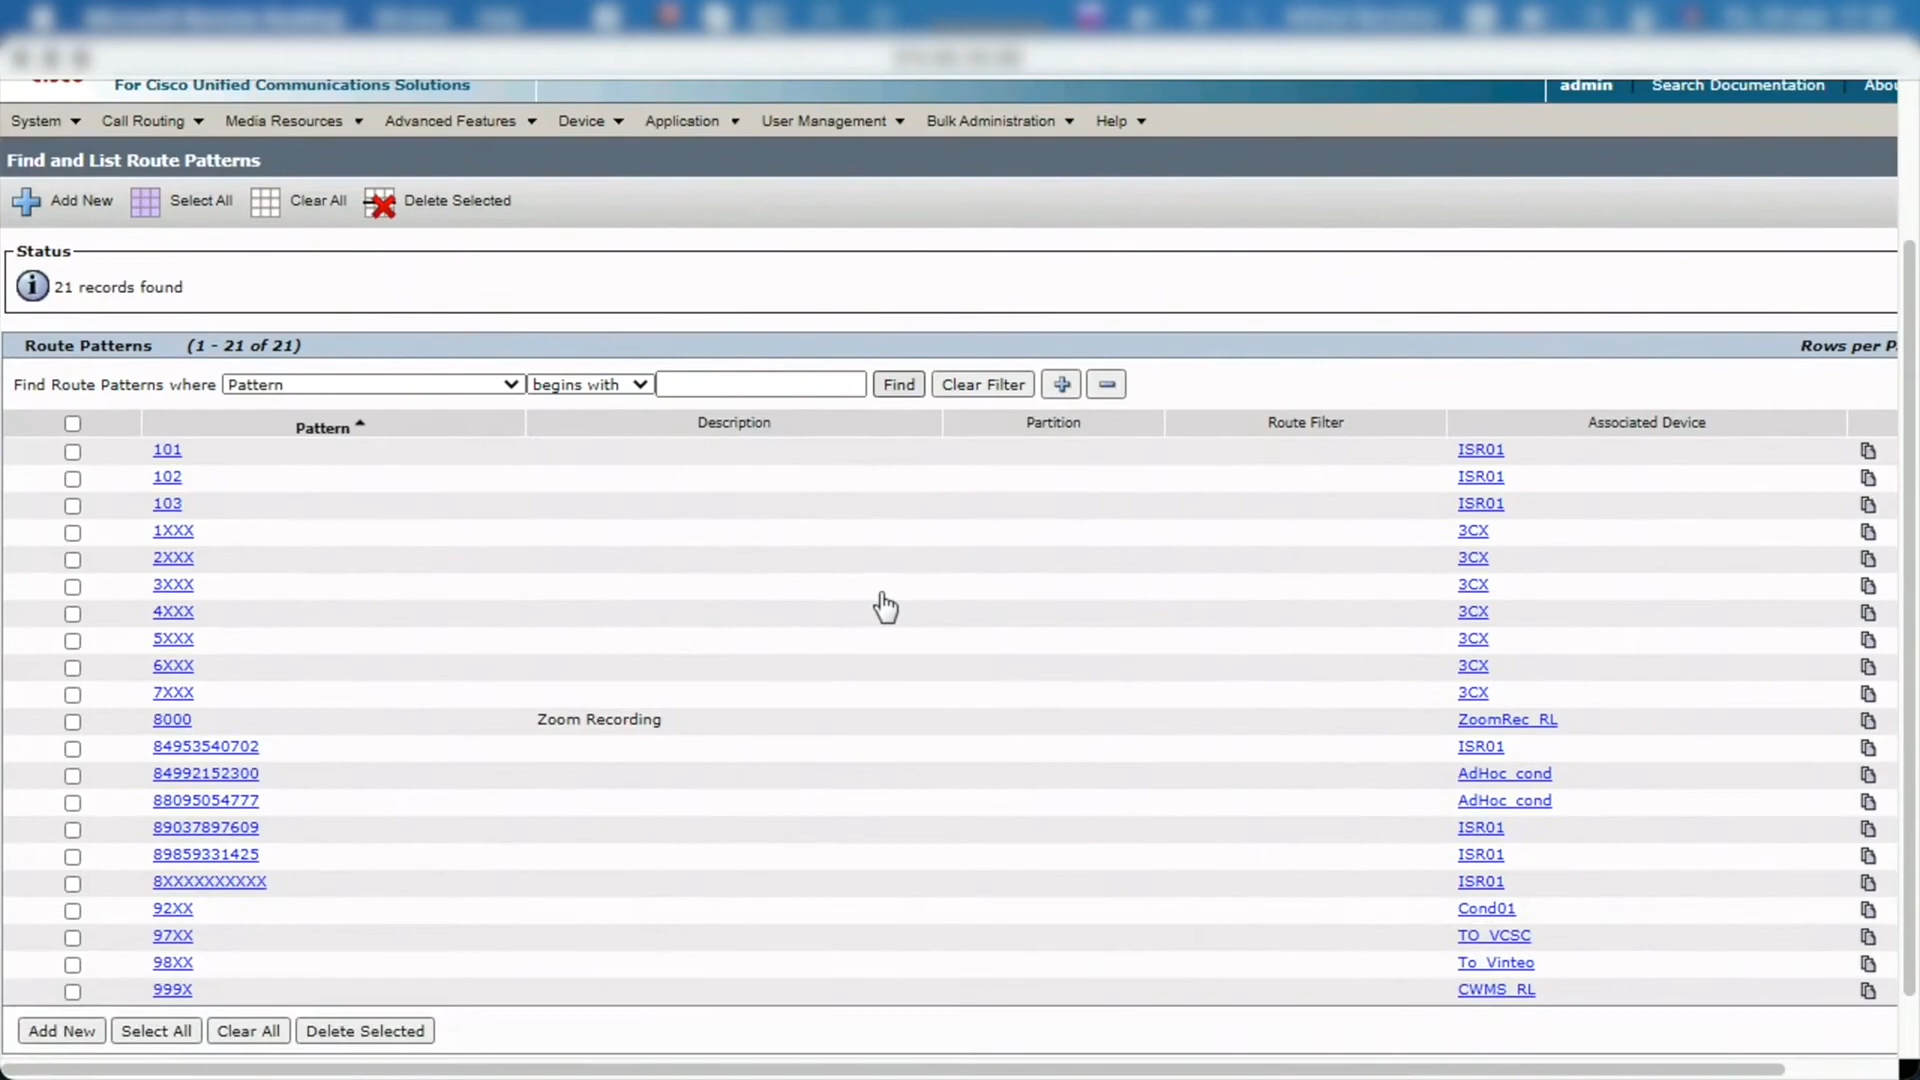 For Cisco Unified Communications Solutions
admin Search Documentation Abou
System Call Routing Media Resources Advanced Features Device Application User Management Bulk Administration Help
Find and List Route Patterns
Add New Select All Clear All Delete Selected
Status
21 records found
Route Patterns (1 - 21 of 21) Rows per P
Find Route Patterns where Pattern begins with Find Clear Filter
Pattern Description Partition Route Filter Associated Device
101 ISR01
102 ISR01
103 ISR01
1XXX 3CX
2XXX 3CX
3XXX 3CX
4XXX 3CX
5XXX 3CX
6XXX 3CX
7XXX 3CX
8000 Zoom Recording ZoomRec_RL
84953540702 ISR01
84992152300 AdHoc_cond
88095054777 AdHoc_cond
89037897609 ISR01
89859331425 ISR01
8XXXXXXXXXX ISR01
92XX Cond01
97XX TO_VCSC
98XX To_Vinteo
999X CWMS_RL
Add New Select All Clear All Delete Selected